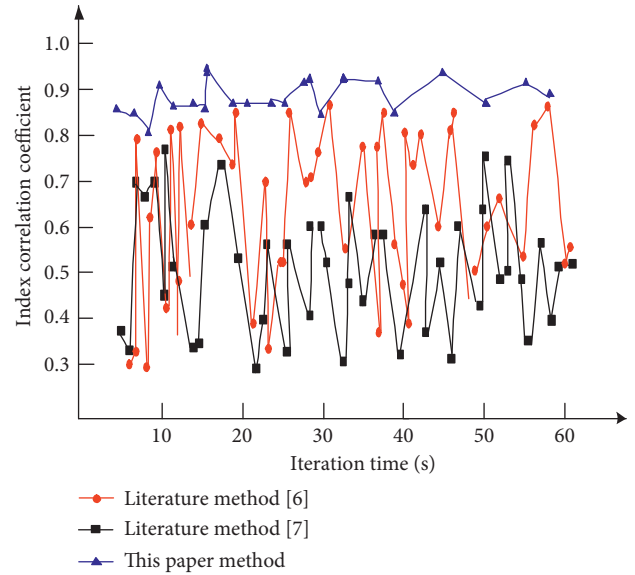 1.0
0.9
0.8
0.7
0.6
0.5
0.4
0.3
Index correlation coefficient
10 20 30 40 50 60
Iteration time (s)
Literature method [6]
Literature method [7]
This paper method